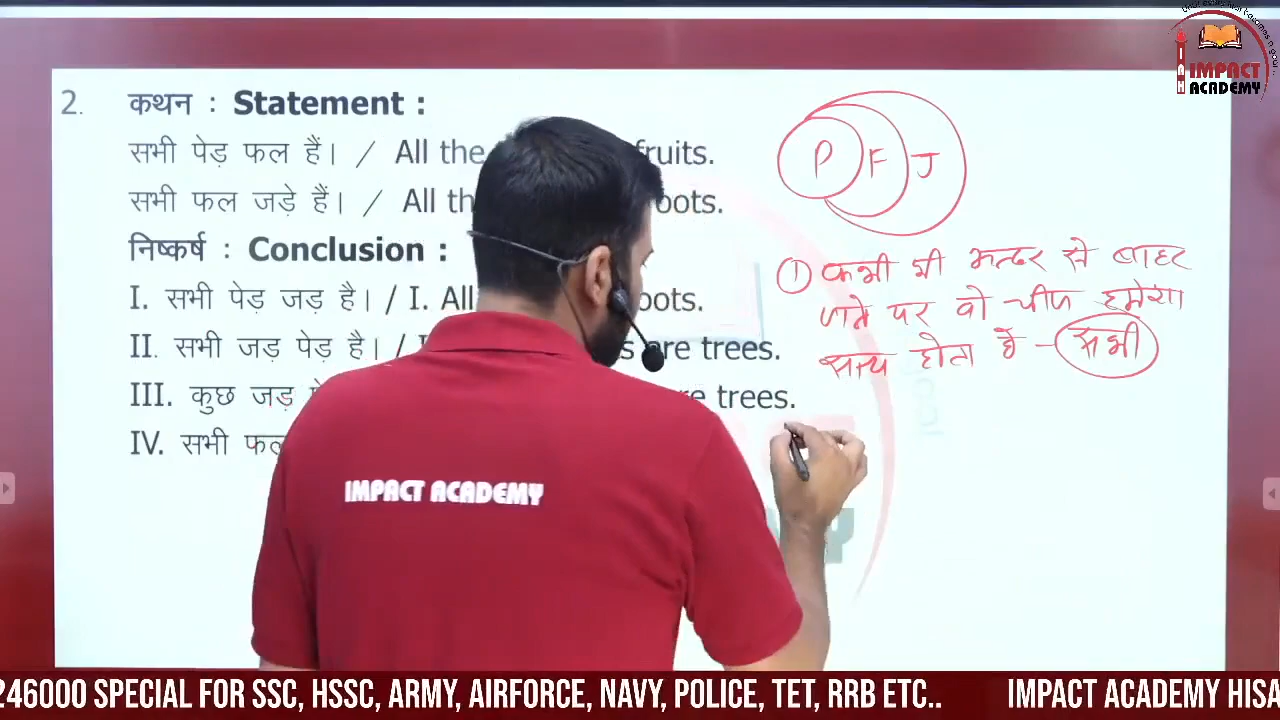 2. कथन : Statement :
सभी पेड़ फल हैं। / All the fruits.
सभी फल जड़े हैं। / All th oots.
निष्कर्ष : Conclusion :
I. सभी पेड़ जड़ है। / I. All oots.
II. सभी जड़ पेड़ है। / s are trees.
III. कुछ जड़ re trees.
IV. सभी फल
P F J
① कभी भी अन्दर से बाहर
जाने पर वो चीज हमेशा
सत्य होता है - सभी
IMPACT
ACADEMY
IMPACT ACADEMY
246000 SPECIAL FOR SSC, HSSC, ARMY, AIRFORCE, NAVY, POLICE, TET, RRB ETC.. IMPACT ACADEMY HISA